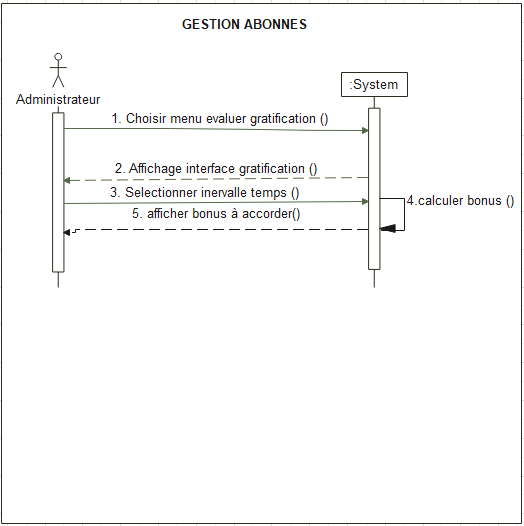 GESTION ABONNES
:System
Administrateur
1. Choisir menu evaluer gratification ()
2. Affichage interface gratification ()
3. Selectionner inervalle temps ()
4.calculer bonus ()
5. afficher bonus à accorder()